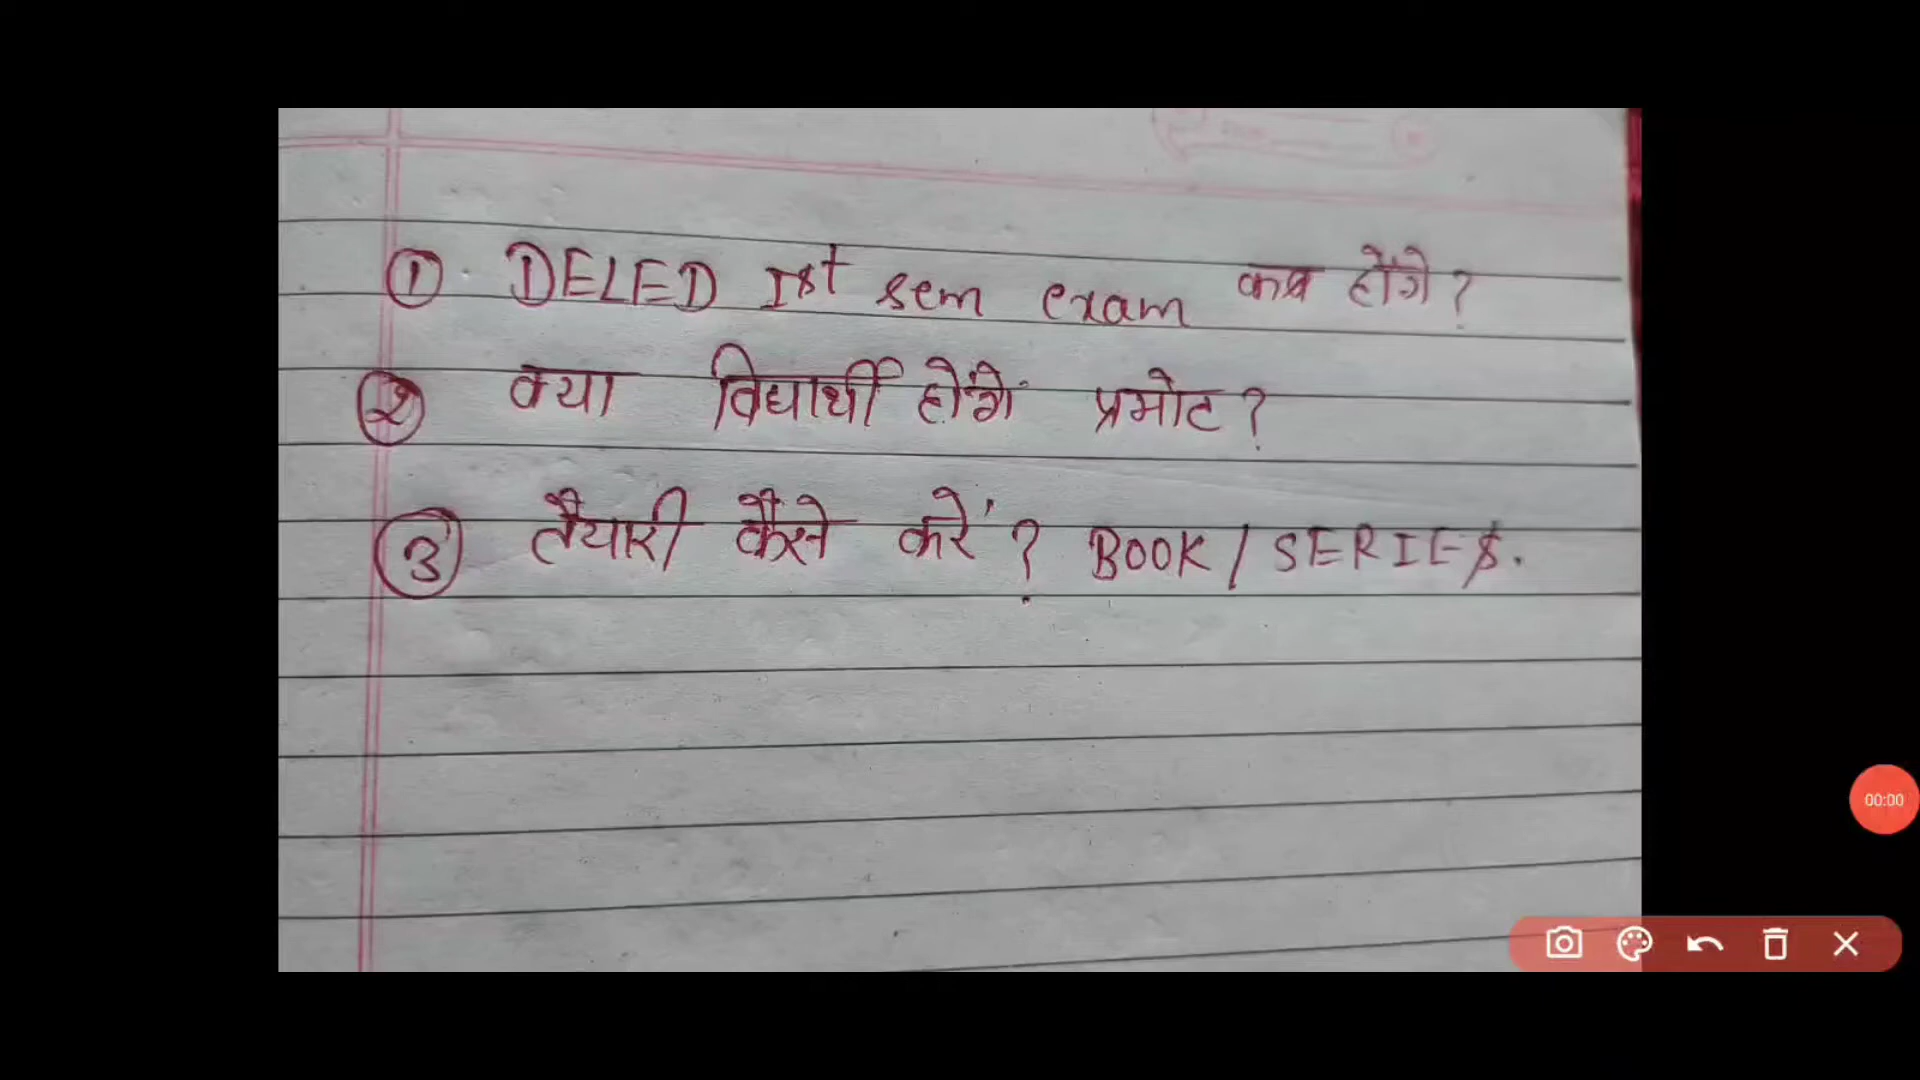 ① DELED Ist sem exam कब होंगे?
② क्या विद्यार्थी होंगे प्रमोट?
③ तैयारी कैसे करें? BOOK / SERIES.
00:00